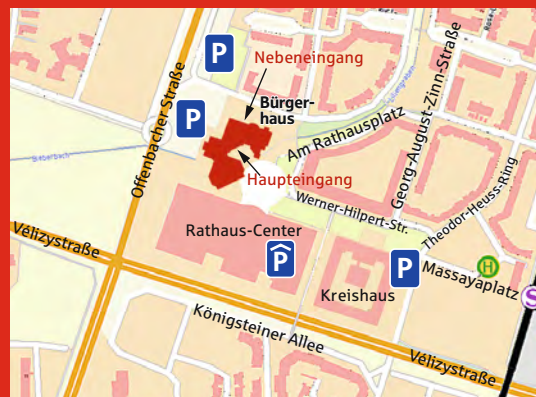 P
Nebeneingang
Bürger-
haus
P
Offenbacher Straße
Bieberbach
Am Rathausplatz
Georg-August-Zinn-Straße
Haupteingang
Werner-Hilpert-Str.
Theodor-Heuss-Ring
Rathaus-Center
P
P
H
Massayaplatz
Vélizystraße
Kreishaus
S
Königsteiner Allee
Vélizystraße